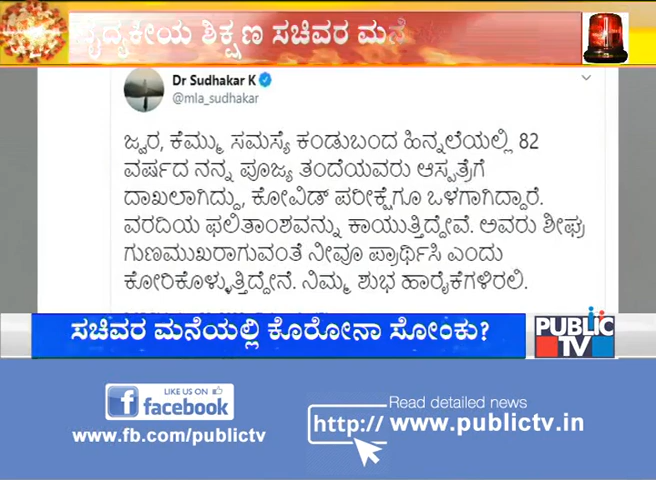 ವೈದ್ಯಕೀಯ ಶಿಕ್ಷಣ ಸಚಿವರ ಮನೆ
Dr Sudhakar K
@mla_sudhakar
ಜ್ವರ, ಕೆಮ್ಮು ಸಮಸ್ಯೆ ಕಂಡುಬಂದ ಹಿನ್ನಲೆಯಲ್ಲಿ 82
ವರ್ಷದ ನನ್ನ ಪೂಜ್ಯ ತಂದೆಯವರು ಆಸ್ಪತ್ರೆಗೆ
ದಾಖಲಾಗಿದ್ದು, ಕೋವಿಡ್ ಪರೀಕ್ಷೆಗೂ ಒಳಗಾಗಿದ್ದಾರೆ.
ವರದಿಯ ಫಲಿತಾಂಶವನ್ನು ಕಾಯುತ್ತಿದ್ದೇವೆ. ಅವರು ಶೀಘ್ರ
ಗುಣಮುಖರಾಗುವಂತೆ ನೀವೂ ಪ್ರಾರ್ಥಿಸಿ ಎಂದು
ಕೋರಿಕೊಳ್ಳುತ್ತಿದ್ದೇನೆ. ನಿಮ್ಮ ಶುಭ ಹಾರೈಕೆಗಳಿರಲಿ.
ಸಚಿವರ ಮನೆಯಲ್ಲಿ ಕೊರೋನಾ ಸೋಂಕು?
PUBLIC
TV
LIKE US ON
facebook
www.fb.com/publictv
Read detailed news
http:// www.publictv.in